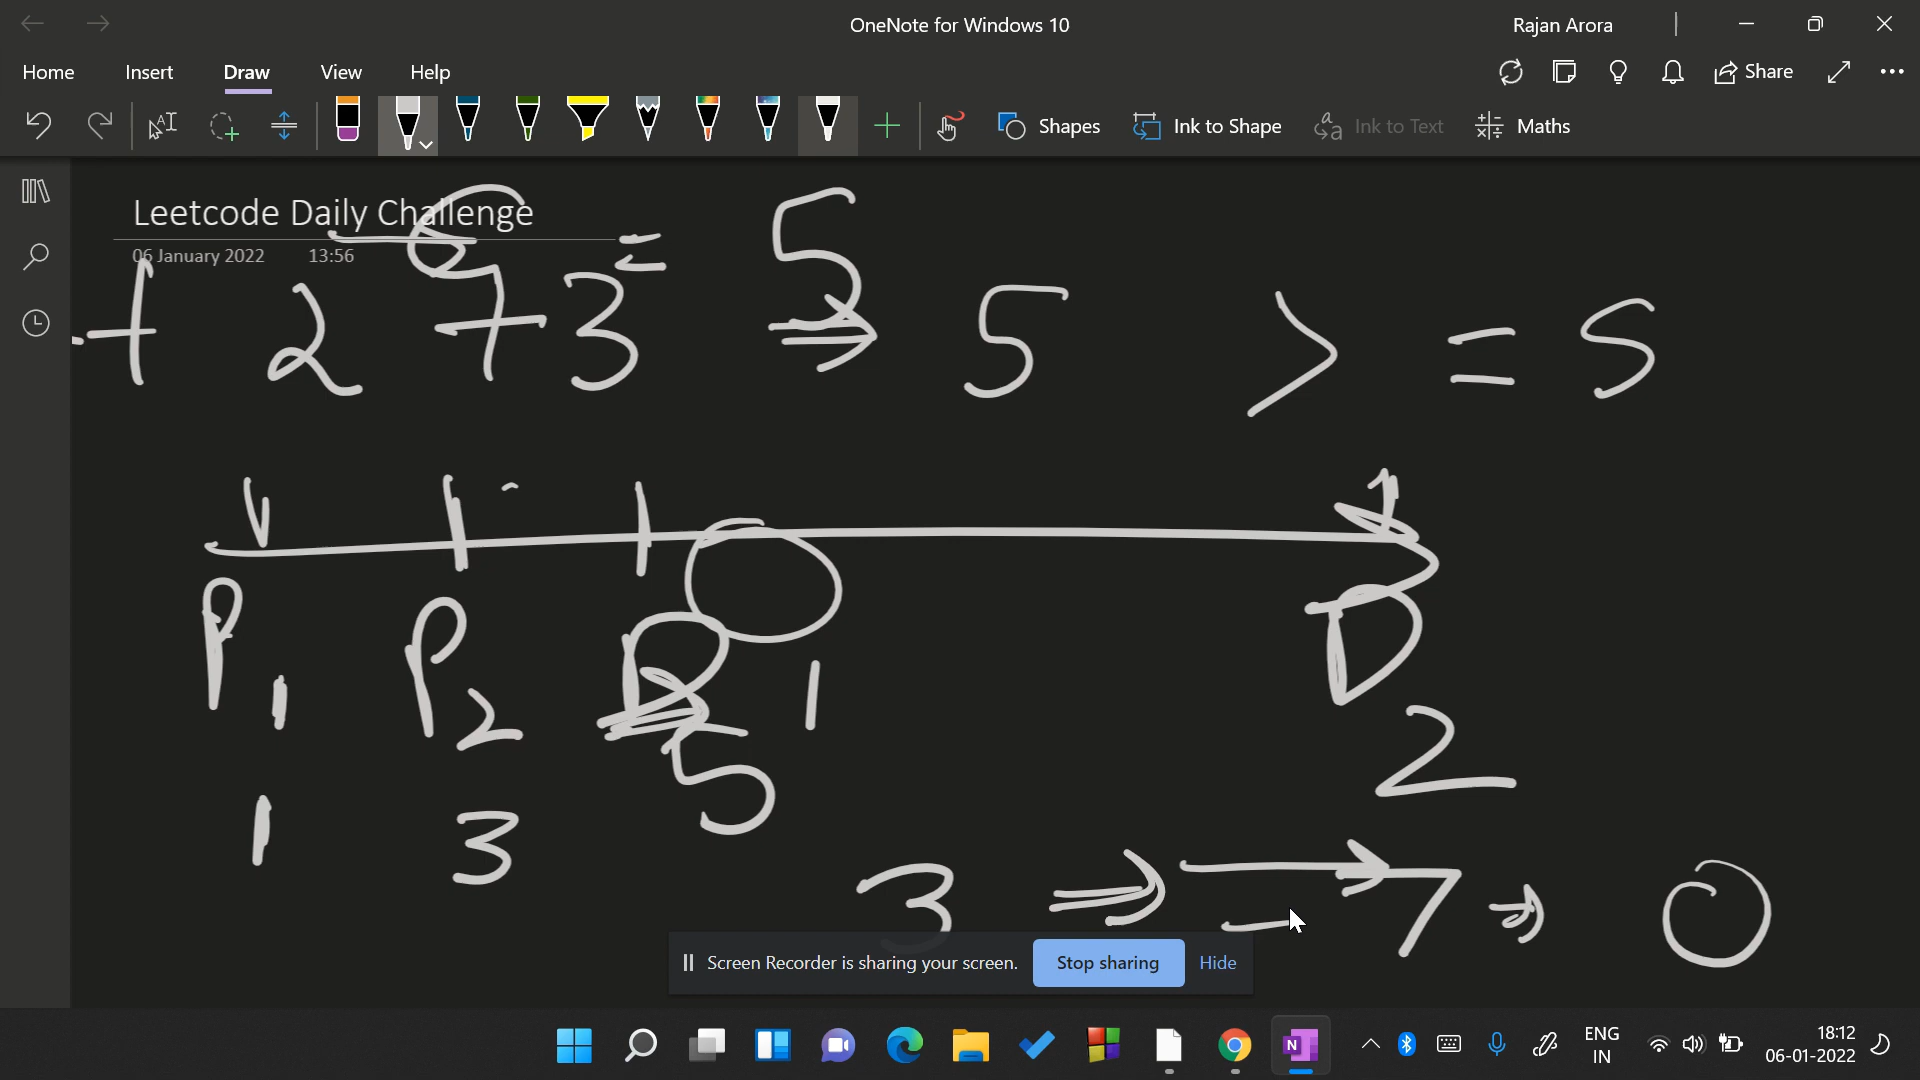 OneNote for Windows 10
Rajan Arora
Home Insert Draw View Help
Share
Shapes Ink to Shape Ink to Text Maths
Leetcode Daily Challenge
06 January 2022 13:56
= 5
+ 2 + 3 ⇒ 5 > = 5
P1 P2 D 1 D 2
1 3 5
3 ⇒ → 7 ⇒ 0
Screen Recorder is sharing your screen. Stop sharing Hide
ENG
IN
18:12
06-01-2022